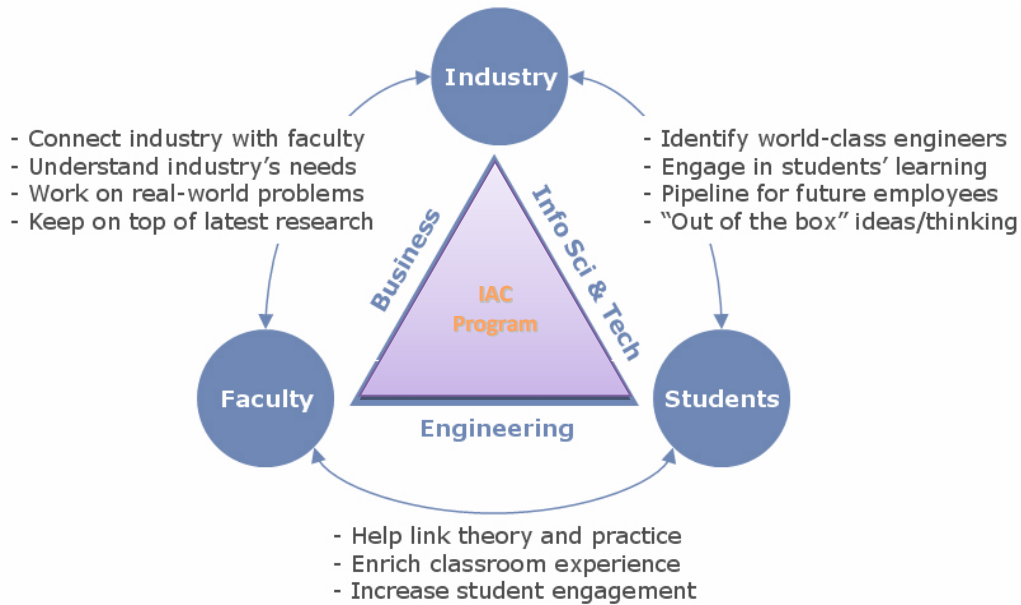 Industry
- Connect industry with faculty
- Understand industry's needs
- Work on real-world problems
- Keep on top of latest research
- Identify world-class engineers
- Engage in students' learning
- Pipeline for future employees
- "Out of the box" ideas/thinking
Business
Info Sci & Tech
IAC
Program
Faculty
Students
Engineering
- Help link theory and practice
- Enrich classroom experience
- Increase student engagement